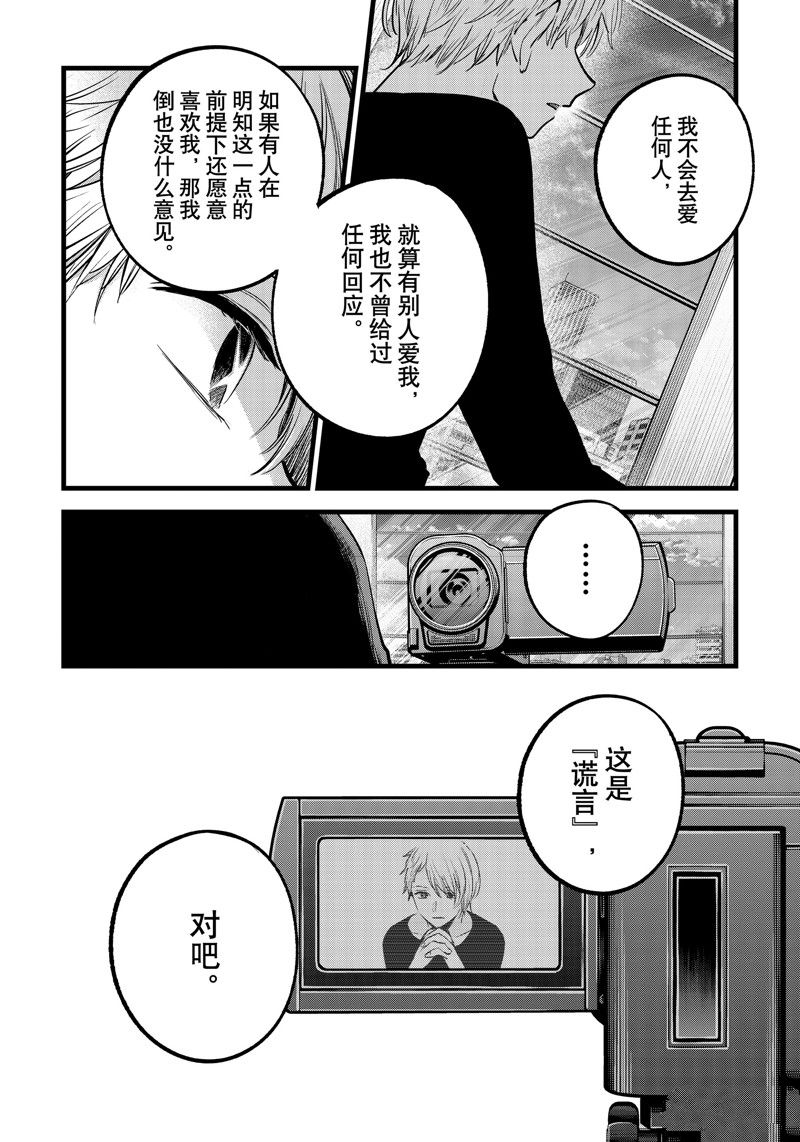 我不会去爱
任何人，
就算有别人爱我，
我也不曾给过
任何回应。
如果有人在
明知这一点的
前提下还愿意
喜欢我，那我
倒也没什么意见。
……
这是
『谎言』，
对吧。